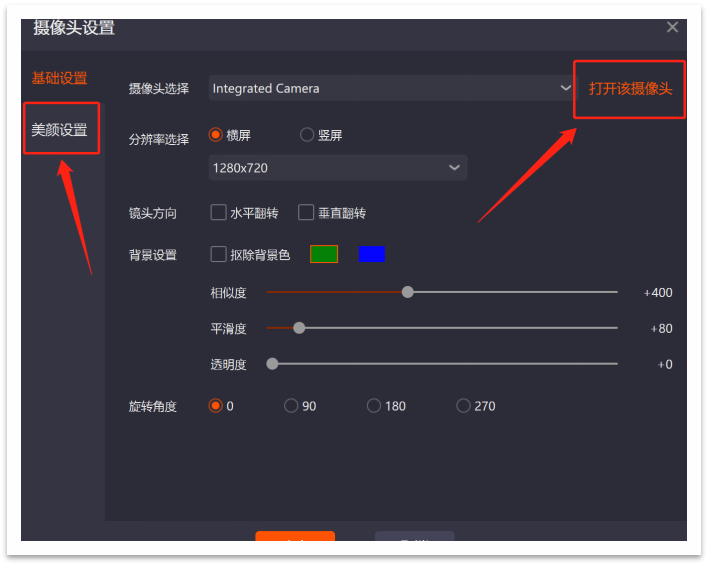 摄像头设置
基础设置
美颜设置
摄像头选择 Integrated Camera 打开该摄像头
分辨率选择 横屏 竖屏
1280x720
镜头方向 水平翻转 垂直翻转
背景设置 抠除背景色
相似度 +400
平滑度 +80
透明度 +0
旋转角度 0 90 180 270